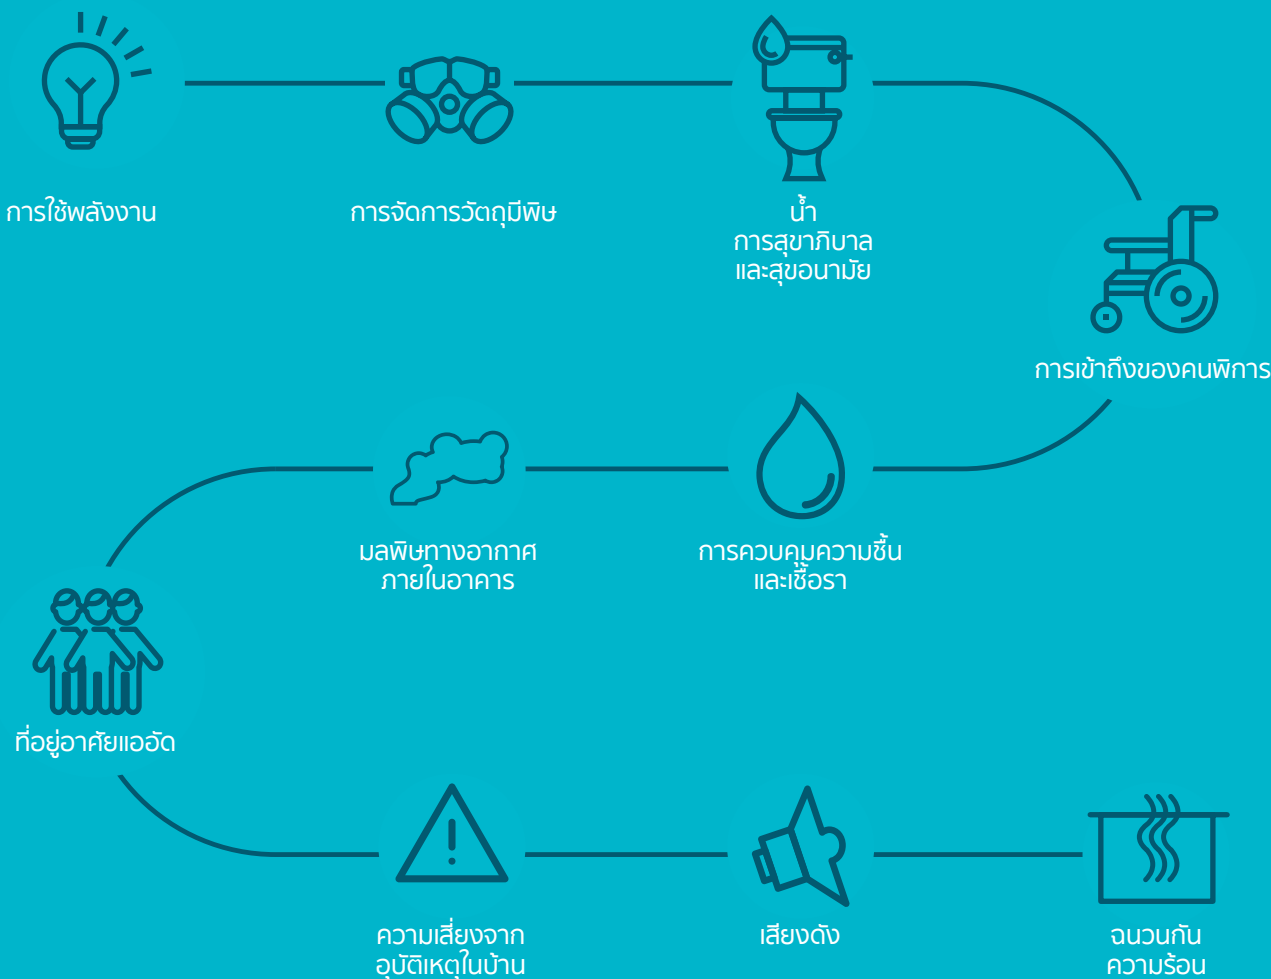 การใช้พลังงาน
การจัดการวัตถุมีพิษ
น้ำ
การสุขาภิบาล
และสุขอนามัย
การเข้าถึงของคนพิการ
การควบคุมความชื้น
และเชื้อรา
มลพิษทางอากาศ
ภายในอาคาร
ที่อยู่อาศัยแออัด
ความเสี่ยงจาก
อุบัติเหตุในบ้าน
เสียงดัง
ฉนวนกัน
ความร้อน